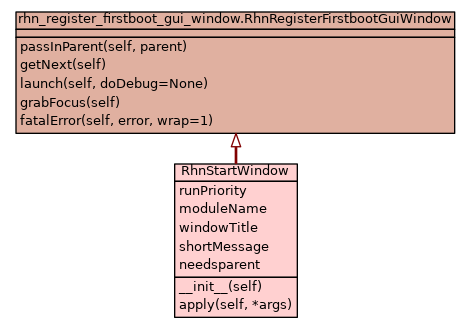 rhn_register_firstboot_gui_window.RhnRegisterFirstbootGuiWindow
passInParent(self, parent)
getNext(self)
launch(self, doDebug=None)
grabFocus(self)
fatalError(self, error, wrap=1)
RhnStartWindow
runPriority
moduleName
windowTitle
shortMessage
needsparent
__init__(self)
apply(self, *args)